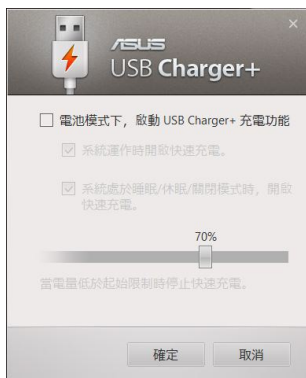 ASUS
USB Charger+
電池模式下，啟動 USB Charger+ 充電功能
系統運作時開啟快速充電。
系統處於睡眠/休眠/關閉模式時，開啟
快速充電。
70%
當電量低於起始限制時停止快速充電。
確定
取消